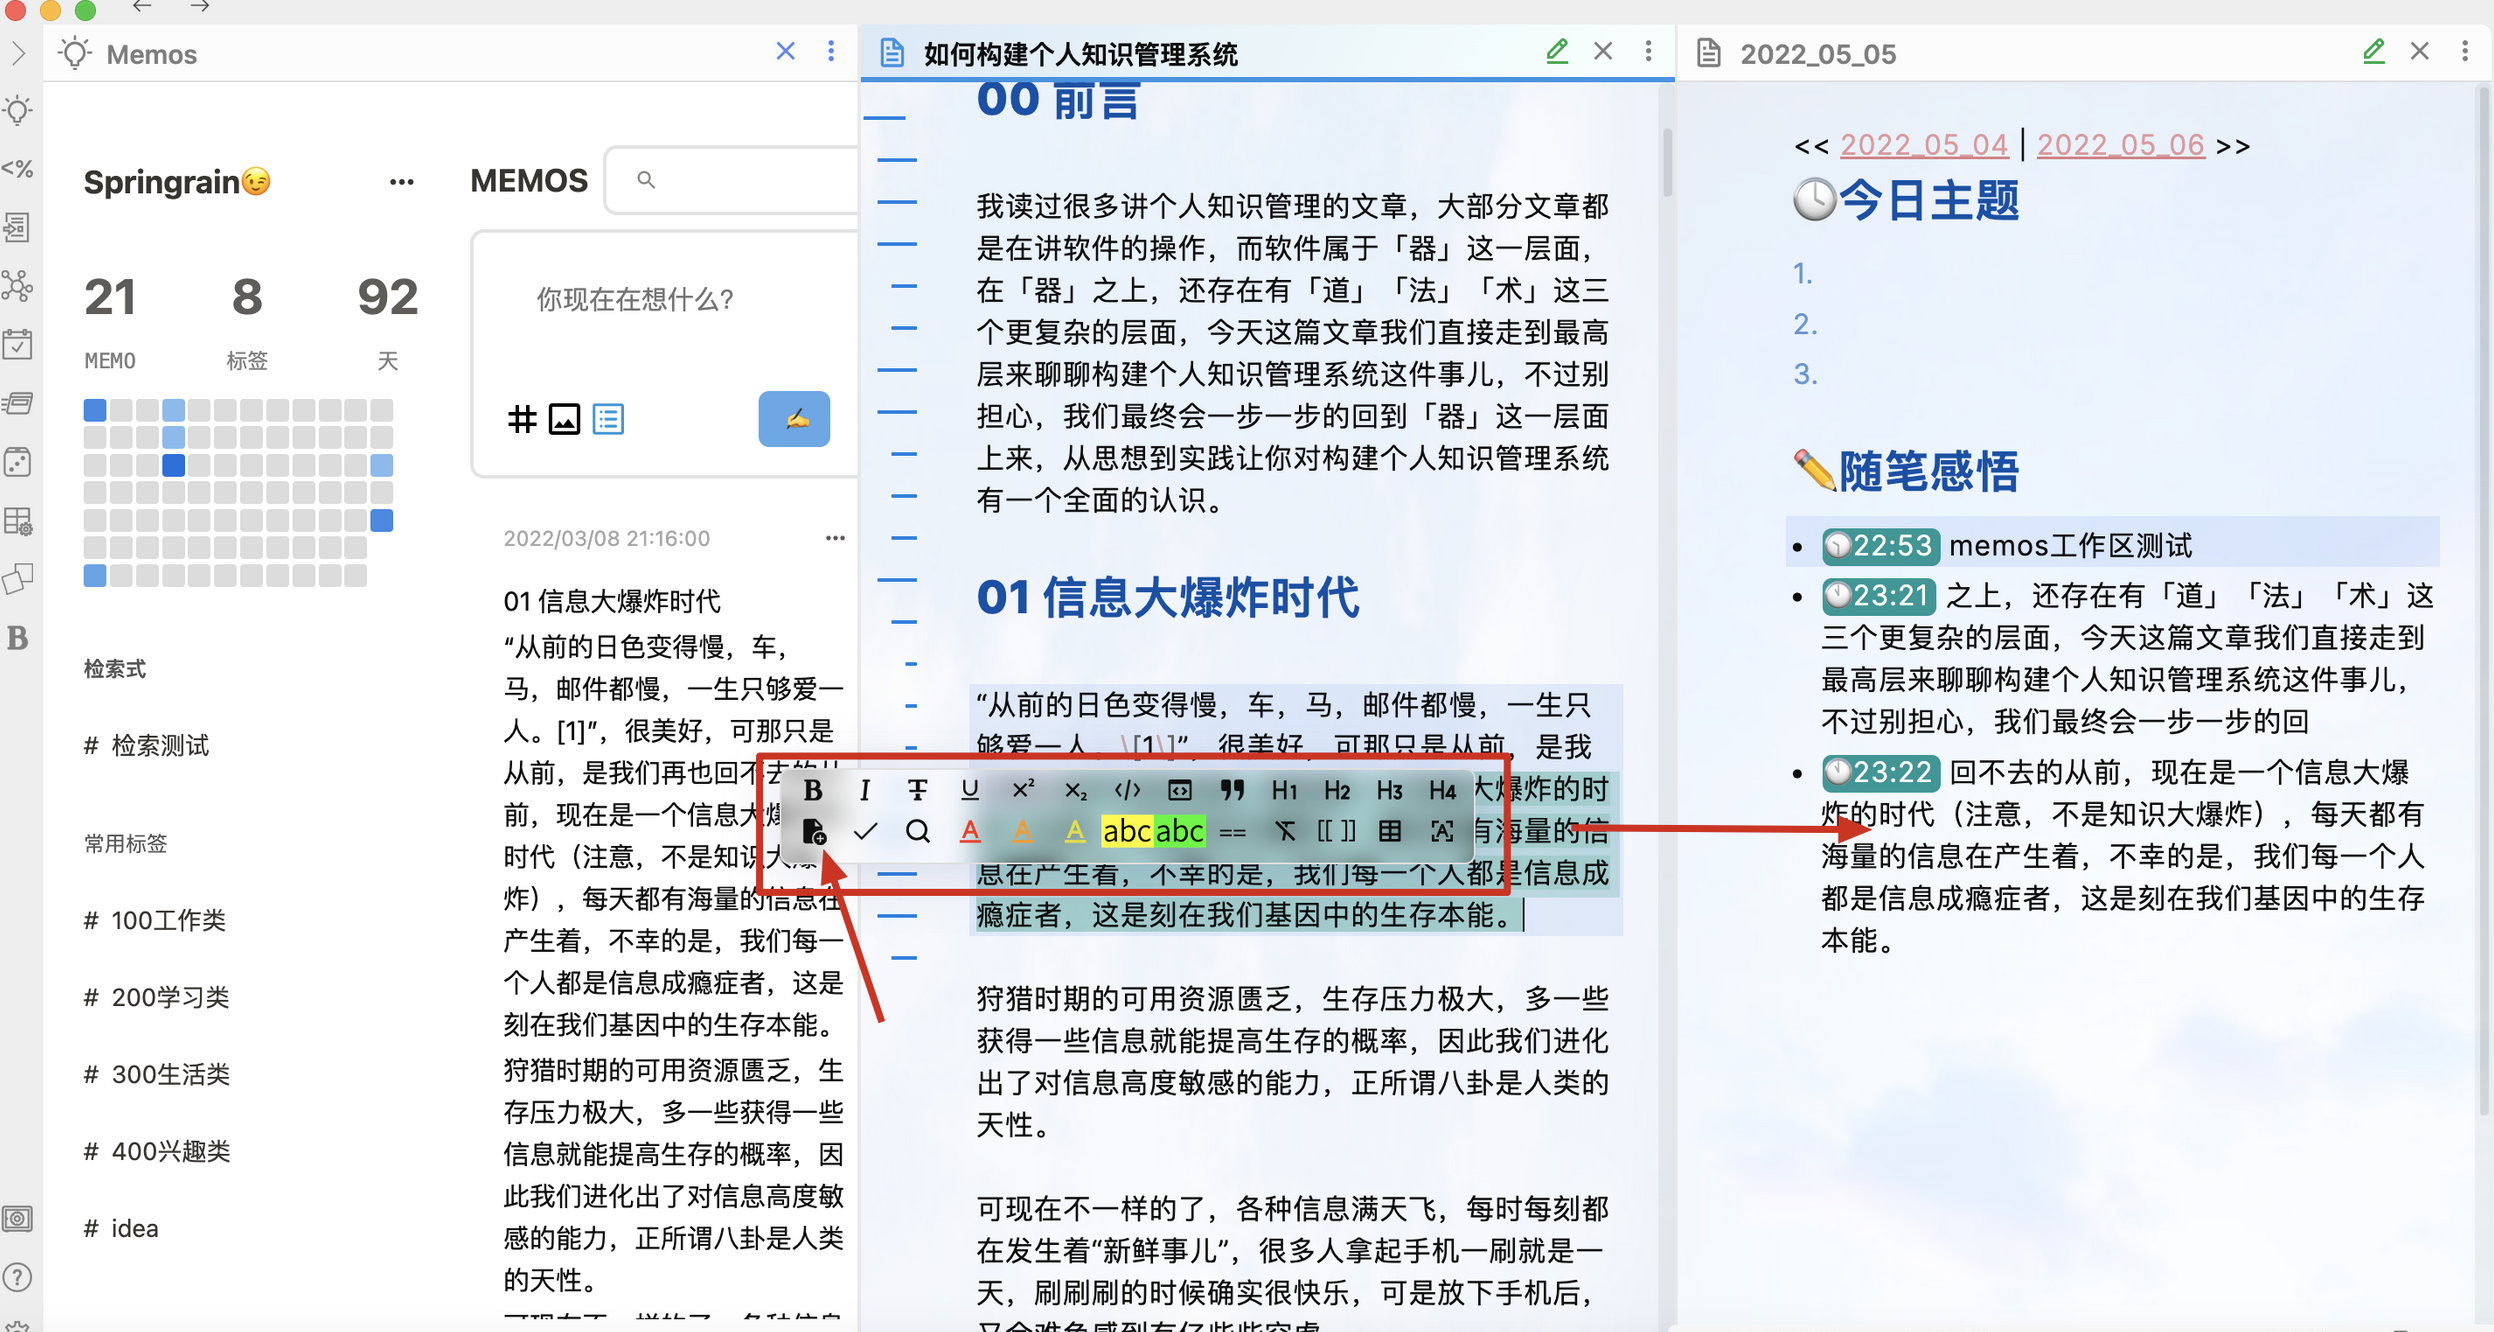 Memos
Springrain😉
21 8 92
MEMO 标签 天
检索式
# 检索测试
常用标签
# 100工作类
# 200学习类
# 300生活类
# 400兴趣类
# idea
MEMOS
你现在在想什么?
2022/03/08 21:16:00
01 信息大爆炸时代
“从前的日色变得慢，车，
马，邮件都慢，一生只够爱一
人。[1]”，很美好，可那只是
从前，是我们再也回不去的从
前，现在是一个信息大爆
时代（注意，不是知识大爆
炸），每天都有海量的信息在
产生着，不幸的是，我们每一
个人都是信息成瘾症者，这是
刻在我们基因中的生存本能。
狩猎时期的可用资源匮乏，生
存压力极大，多一些获得一些
信息就能提高生存的概率，因
此我们进化出了对信息高度敏
感的能力，正所谓八卦是人类
的天性。
如何构建个人知识管理系统
00 前言
我读过很多讲个人知识管理的文章，大部分文章都
是在讲软件的操作，而软件属于「器」这一层面，
在「器」之上，还存在有「道」「法」「术」这三
个更复杂的层面，今天这篇文章我们直接走到最高
层来聊聊构建个人知识管理系统这件事儿，不过别
担心，我们最终会一步一步的回到「器」这一层面
上来，从思想到实践让你对构建个人知识管理系统
有一个全面的认识。
01 信息大爆炸时代
“从前的日色变得慢，车，马，邮件都慢，一生只
够爱一人。\[1\]”，很美好，可那只是从前，是我
大爆炸的时
有海量的信
息在产生着，不幸的是，我们每一个人都是信息成
瘾症者，这是刻在我们基因中的生存本能。
B I T U X² X₂ </> H1 H2 H3 H4
A A A abc abc == [[ ]] [A]
狩猎时期的可用资源匮乏，生存压力极大，多一些
获得一些信息就能提高生存的概率，因此我们进化
出了对信息高度敏感的能力，正所谓八卦是人类的
天性。
可现在不一样的了，各种信息满天飞，每时每刻都
在发生着“新鲜事儿”，很多人拿起手机一刷就是一
天，刷刷刷的时候确实很快乐，可是放下手机后，
2022_05_05
<< 2022_05_04 | 2022_05_06 >>
🕒今日主题
1.
2.
3.
✏️随笔感悟
22:53 memos工作区测试
23:21 之上，还存在有「道」「法」「术」这
三个更复杂的层面，今天这篇文章我们直接走到
最高层来聊聊构建个人知识管理系统这件事儿，
不过别担心，我们最终会一步一步的回
23:22 回不去的从前，现在是一个信息大爆
炸的时代（注意，不是知识大爆炸），每天都有
海量的信息在产生着，不幸的是，我们每一个人
都是信息成瘾症者，这是刻在我们基因中的生存
本能。